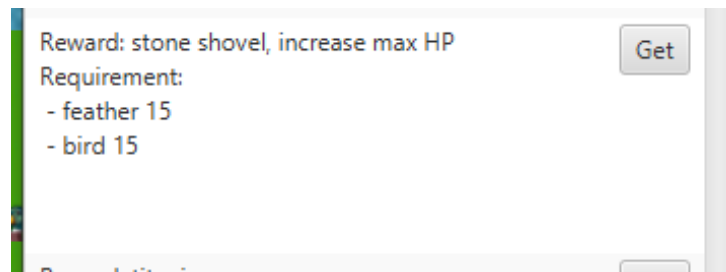 Reward: stone shovel, increase max HP
Get
Requirement:
- feather 15
- bird 15